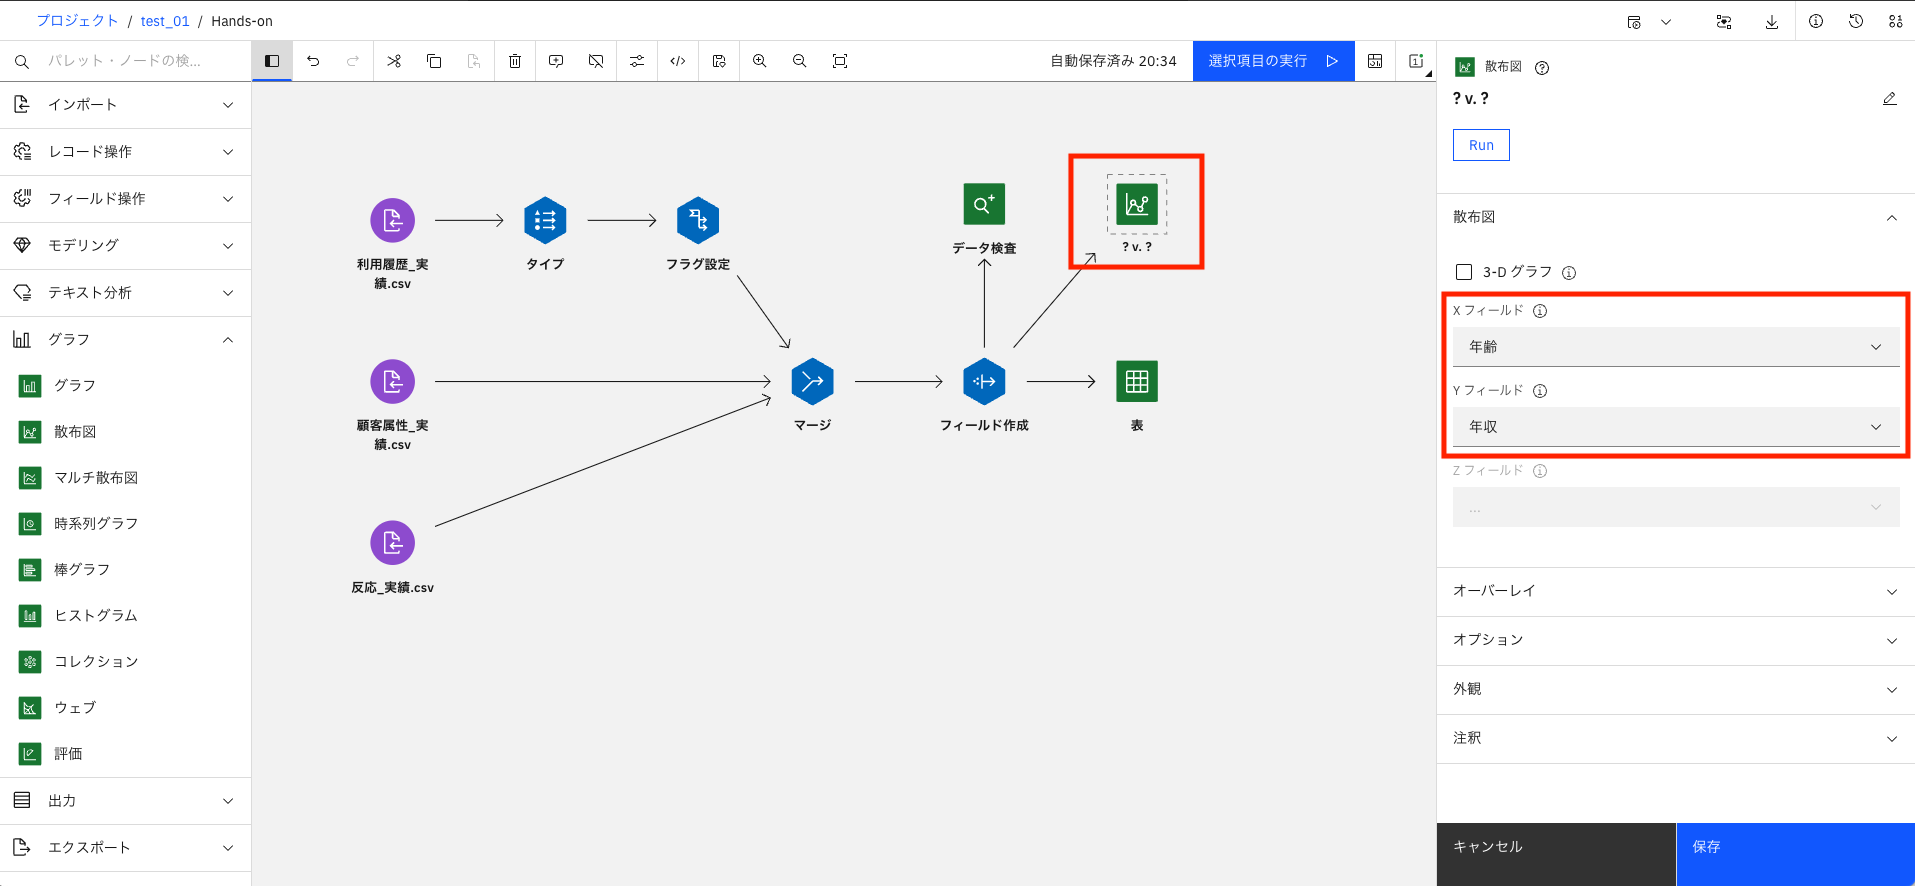 プロジェクト / test_01 / Hands-on
パレット・ノードの検...
自動保存済み 20:34
選択項目の実行
インポート
レコード操作
フィールド操作
モデリング
テキスト分析
グラフ
グラフ
散布図
マルチ散布図
時系列グラフ
棒グラフ
ヒストグラム
コレクション
ウェブ
評価
出力
エクスポート
利用履歴_実
績.csv
タイプ
フラグ設定
データ検査
? v. ?
顧客属性_実
績.csv
マージ
フィールド作成
表
反応_実績.csv
散布図
? v. ?
Run
散布図
3-D グラフ
X フィールド
年齢
Y フィールド
年収
Z フィールド
...
オーバーレイ
オプション
外観
注釈
キャンセル
保存